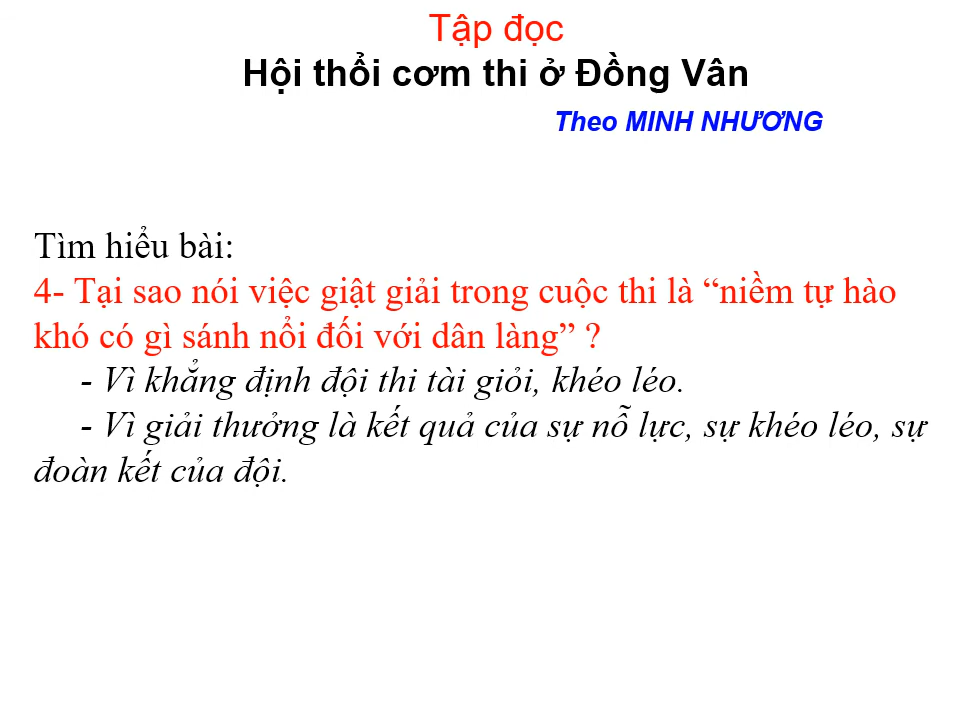 Tập đọc
Hội thổi cơm thi ở Đồng Vân
Theo MINH NHƯƠNG
Tìm hiểu bài:
4- Tại sao nói việc giật giải trong cuộc thi là “niềm tự hào
khó có gì sánh nổi đối với dân làng” ?
- Vì khẳng định đội thi tài giỏi, khéo léo.
- Vì giải thưởng là kết quả của sự nỗ lực, sự khéo léo, sự
đoàn kết của đội.